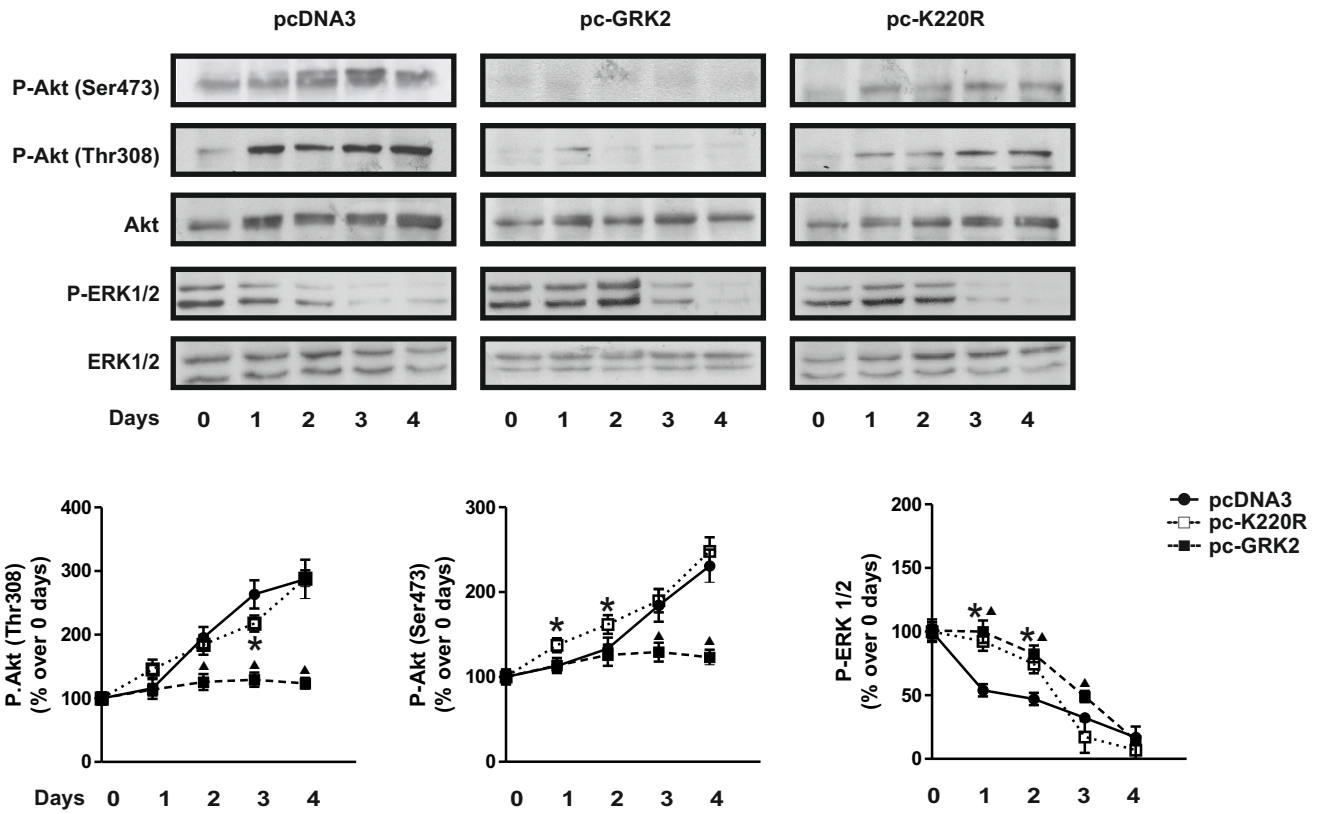 pcDNA3 pc-GRK2 pc-K220R
P-Akt (Ser473)
P-Akt (Thr308)
Akt
P-ERK1/2
ERK1/2
Days 0 1 2 3 4 0 1 2 3 4 0 1 2 3 4
P.Akt (Thr308)
(% over 0 days)
400
300
200
100
0
Days 0 1 2 3 4
P-Akt (Ser473)
(% over 0 days)
300
200
100
0
0 1 2 3 4
P-ERK 1/2
(% over 0 days)
200
150
100
50
0
0 1 2 3 4
* * * * *
pcDNA3
pc-K220R
pc-GRK2